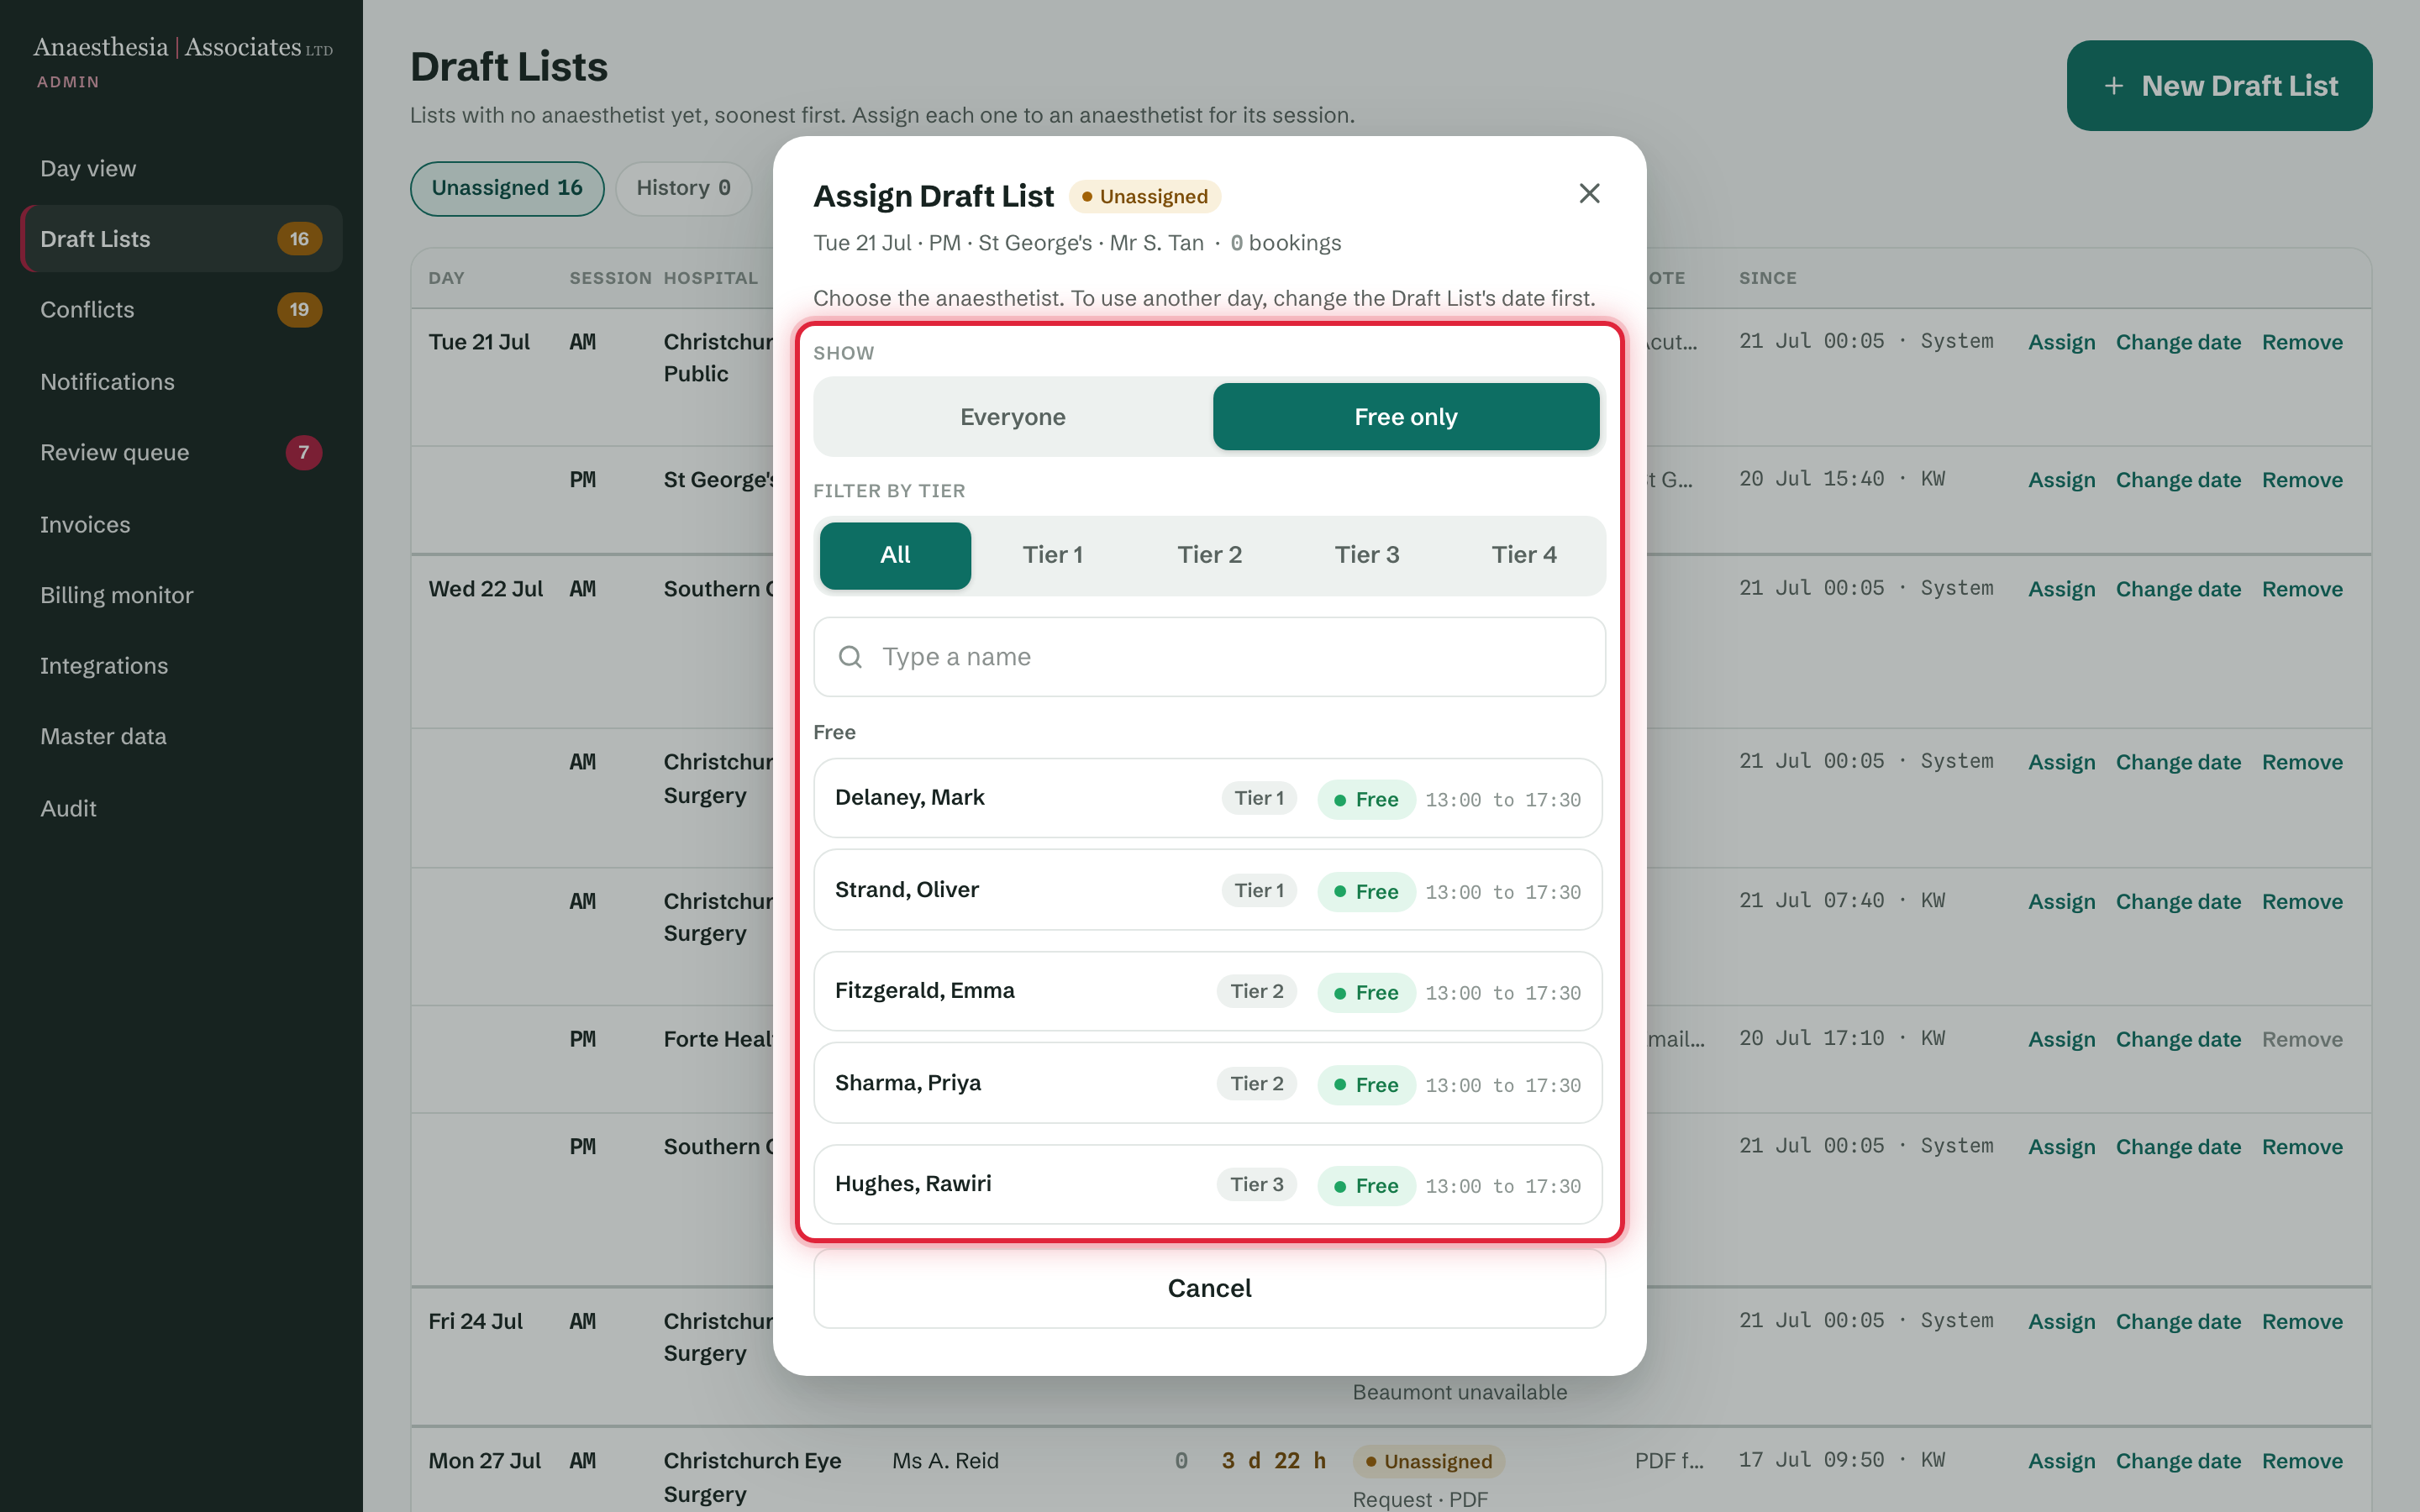 Anaesthesia | Associates LTD
ADMIN
Day view
Draft Lists 16
Conflicts 19
Notifications
Review queue 7
Invoices
Billing monitor
Integrations
Master data
Audit
Draft Lists
Lists with no anaesthetist yet, soonest first. Assign each one to an anaesthetist for its session.
+ New Draft List
Unassigned 16 History 0
DAY SESSION HOSPITAL OTE SINCE
Tue 21 Jul AM Christchur Acut... 21 Jul 00:05 · System Assign Change date Remove
Public
PM St George's t G... 20 Jul 15:40 · KW Assign Change date Remove
Wed 22 Jul AM Southern 21 Jul 00:05 · System Assign Change date Remove
AM Christchur 21 Jul 00:05 · System Assign Change date Remove
Surgery
AM Christchur 21 Jul 07:40 · KW Assign Change date Remove
Surgery
PM Forte Heal mail... 20 Jul 17:10 · KW Assign Change date Remove
PM Southern 21 Jul 00:05 · System Assign Change date Remove
Fri 24 Jul AM Christchur 21 Jul 00:05 · System Assign Change date Remove
Surgery
Beaumont unavailable
Mon 27 Jul AM Christchurch Eye Ms A. Reid 0 3 d 22 h Unassigned PDF f... 17 Jul 09:50 · KW Assign Change date Remove
Surgery
Request · PDF
Assign Draft List Unassigned
Tue 21 Jul · PM · St George's · Mr S. Tan · 0 bookings
Choose the anaesthetist. To use another day, change the Draft List's date first.
SHOW
Everyone Free only
FILTER BY TIER
All Tier 1 Tier 2 Tier 3 Tier 4
Type a name
Free
Delaney, Mark Tier 1 Free 13:00 to 17:30
Strand, Oliver Tier 1 Free 13:00 to 17:30
Fitzgerald, Emma Tier 2 Free 13:00 to 17:30
Sharma, Priya Tier 2 Free 13:00 to 17:30
Hughes, Rawiri Tier 3 Free 13:00 to 17:30
Cancel